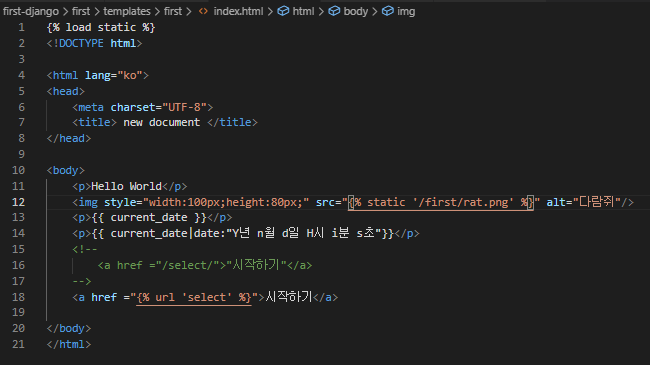 first-django > first > templates > first > <> index.html > html > body > img
1 {% load static %}
2 <!DOCTYPE html>
3
4 <html lang="ko">
5 <head>
6 <meta charset="UTF-8">
7 <title> new document </title>
8 </head>
9
10 <body>
11 <p>Hello World</p>
12 <img style="width:100px;height:80px;" src="{% static '/first/rat.png' %}" alt="다람쥐"/>
13 <p>{{ current_date }}</p>
14 <p>{{ current_date|date:"Y년 n월 d일 H시 i분 s초"}}</p>
15 <!--
16 <a href ="/select/">"시작하기"</a>
17 -->
18 <a href ="{% url 'select' %}">시작하기</a>
19
20 </body>
21 </html>